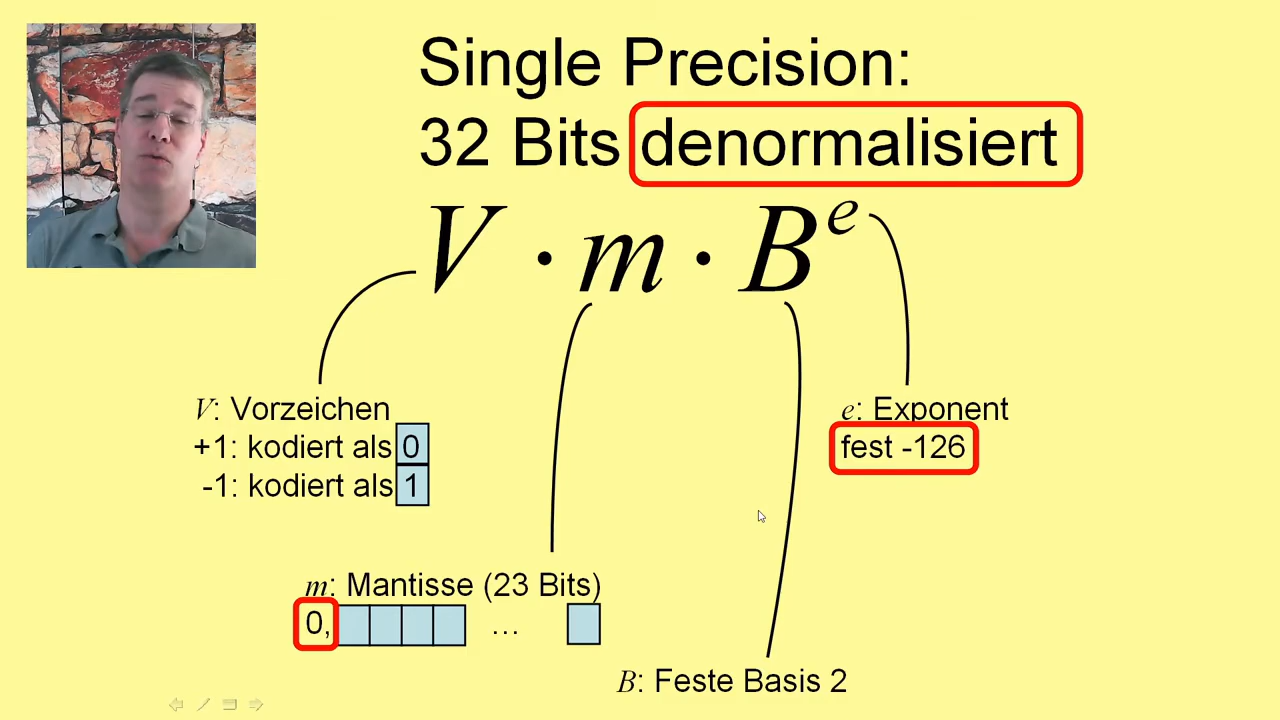 Single Precision:
32 Bits denormalisiert
V · m · B^e
V: Vorzeichen
+1: kodiert als 0
-1: kodiert als 1
e: Exponent
fest -126
m: Mantisse (23 Bits)
0, ...
B: Feste Basis 2